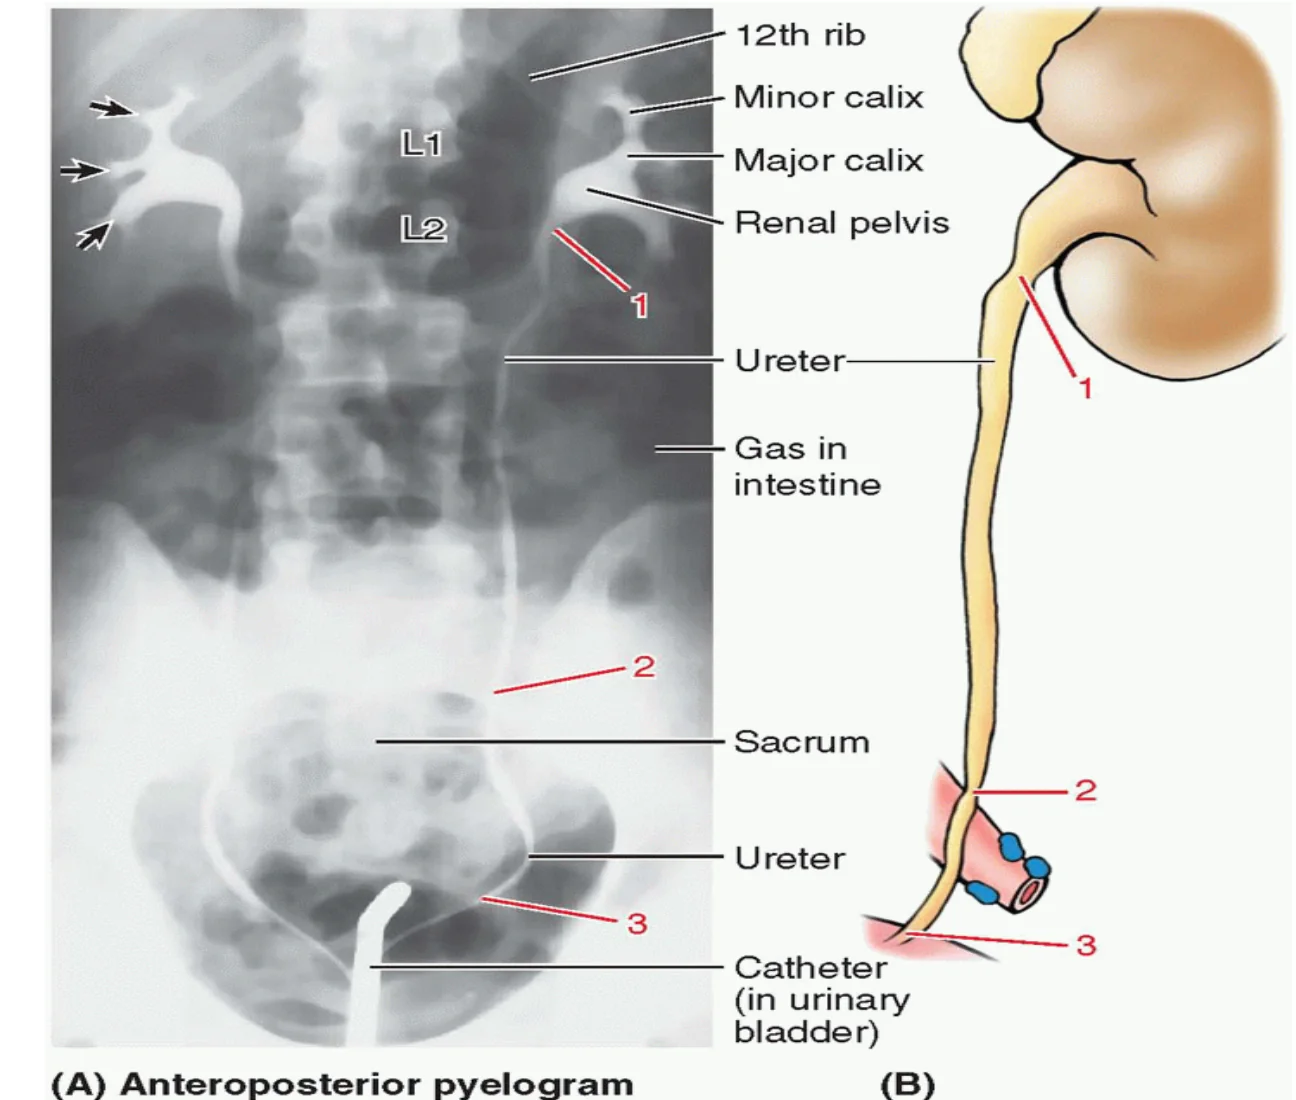 12th rib
Minor calix
L1
Major calix
Renal pelvis
L2
1
Ureter
1
Gas in
intestine
2
Sacrum
2
Ureter
3
3
Catheter
(in urinary
bladder)
(A) Anteroposterior pyelogram
(B)